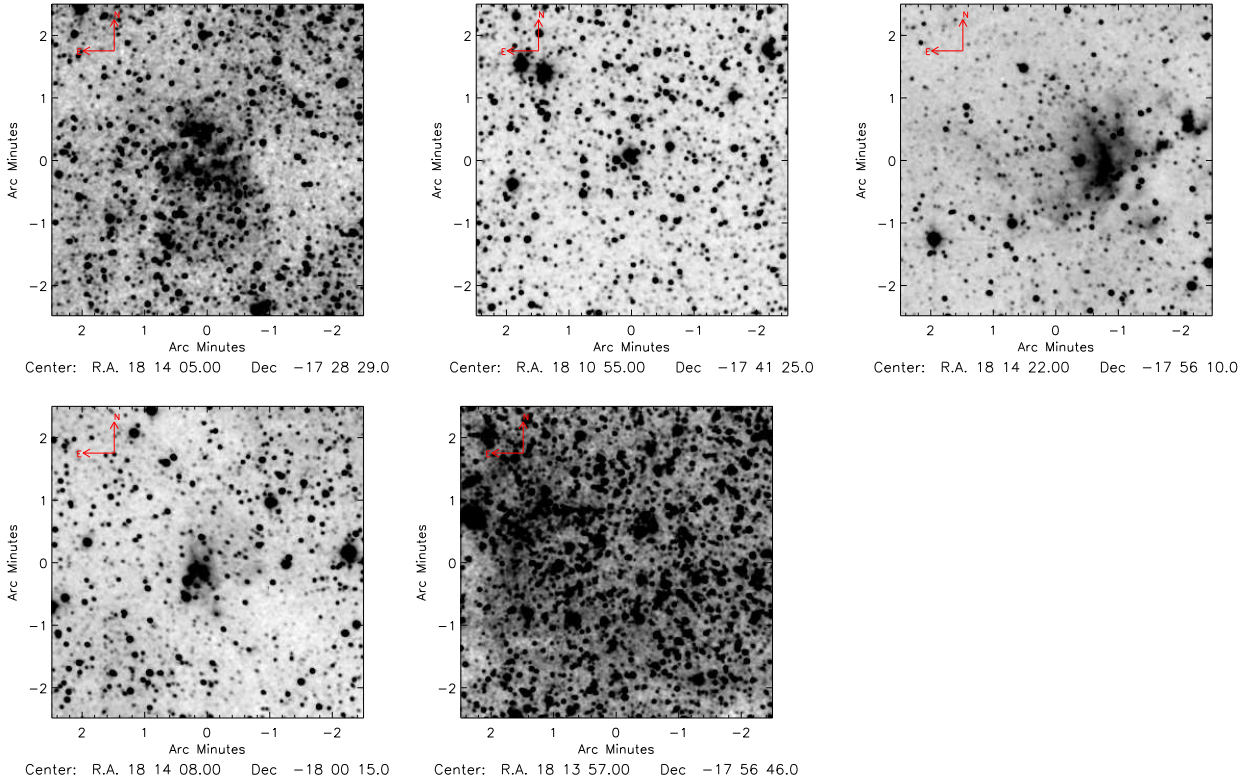 N
E
2
1
0
-1
-2
Arc Minutes
2 1 0 -1 -2
Arc Minutes
Center: R.A. 18 14 05.00 Dec -17 28 29.0
N
E
2
1
0
-1
-2
Arc Minutes
2 1 0 -1 -2
Arc Minutes
Center: R.A. 18 10 55.00 Dec -17 41 25.0
N
E
2
1
0
-1
-2
Arc Minutes
2 1 0 -1 -2
Arc Minutes
Center: R.A. 18 14 22.00 Dec -17 56 10.0
N
E
2
1
0
-1
-2
Arc Minutes
2 1 0 -1 -2
Arc Minutes
Center: R.A. 18 14 08.00 Dec -18 00 15.0
N
E
2
1
0
-1
-2
Arc Minutes
2 1 0 -1 -2
Arc Minutes
Center: R.A. 18 13 57.00 Dec -17 56 46.0